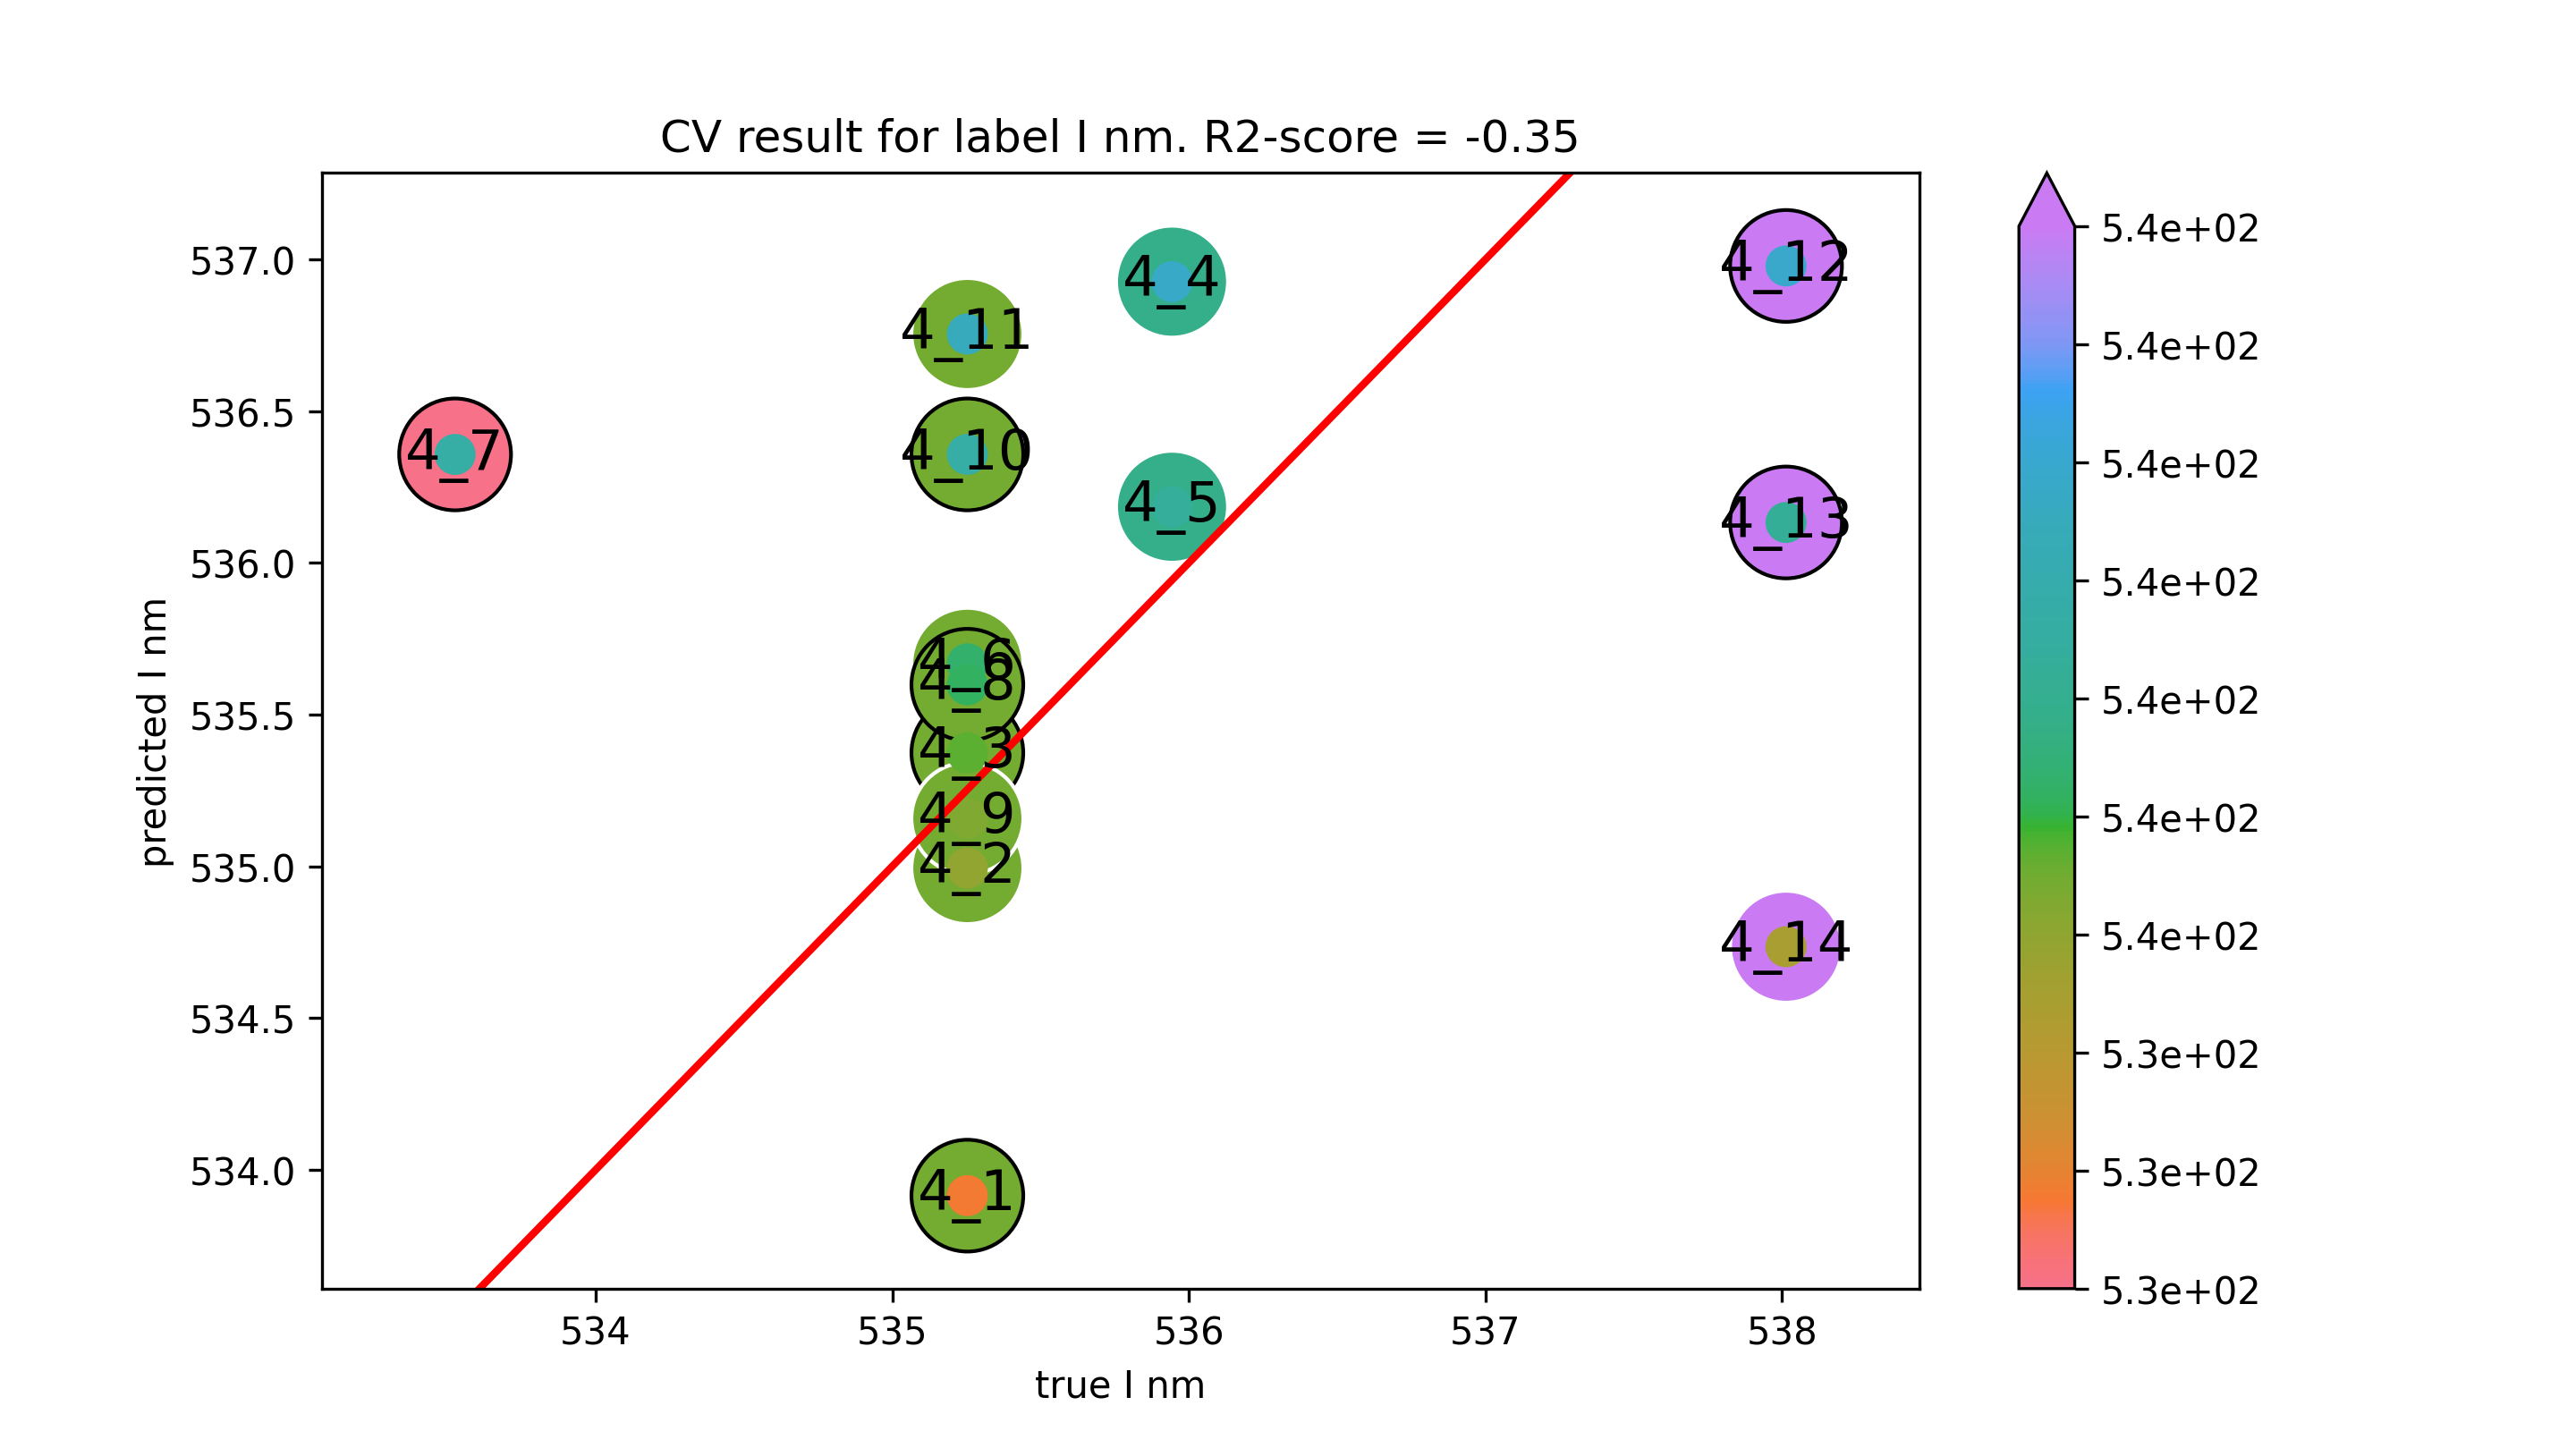 CV result for label I nm. R2-score = -0.35
predicted I nm
537.0
536.5
536.0
535.5
535.0
534.5
534.0
4_12
4_4
4_11
4_7
4_10
4_5
4_13
4_6
4_8
4_3
4_9
4_2
4_14
4_1
534 535 536 537 538
true I nm
5.4e+02
5.4e+02
5.4e+02
5.4e+02
5.4e+02
5.4e+02
5.4e+02
5.3e+02
5.3e+02
5.3e+02